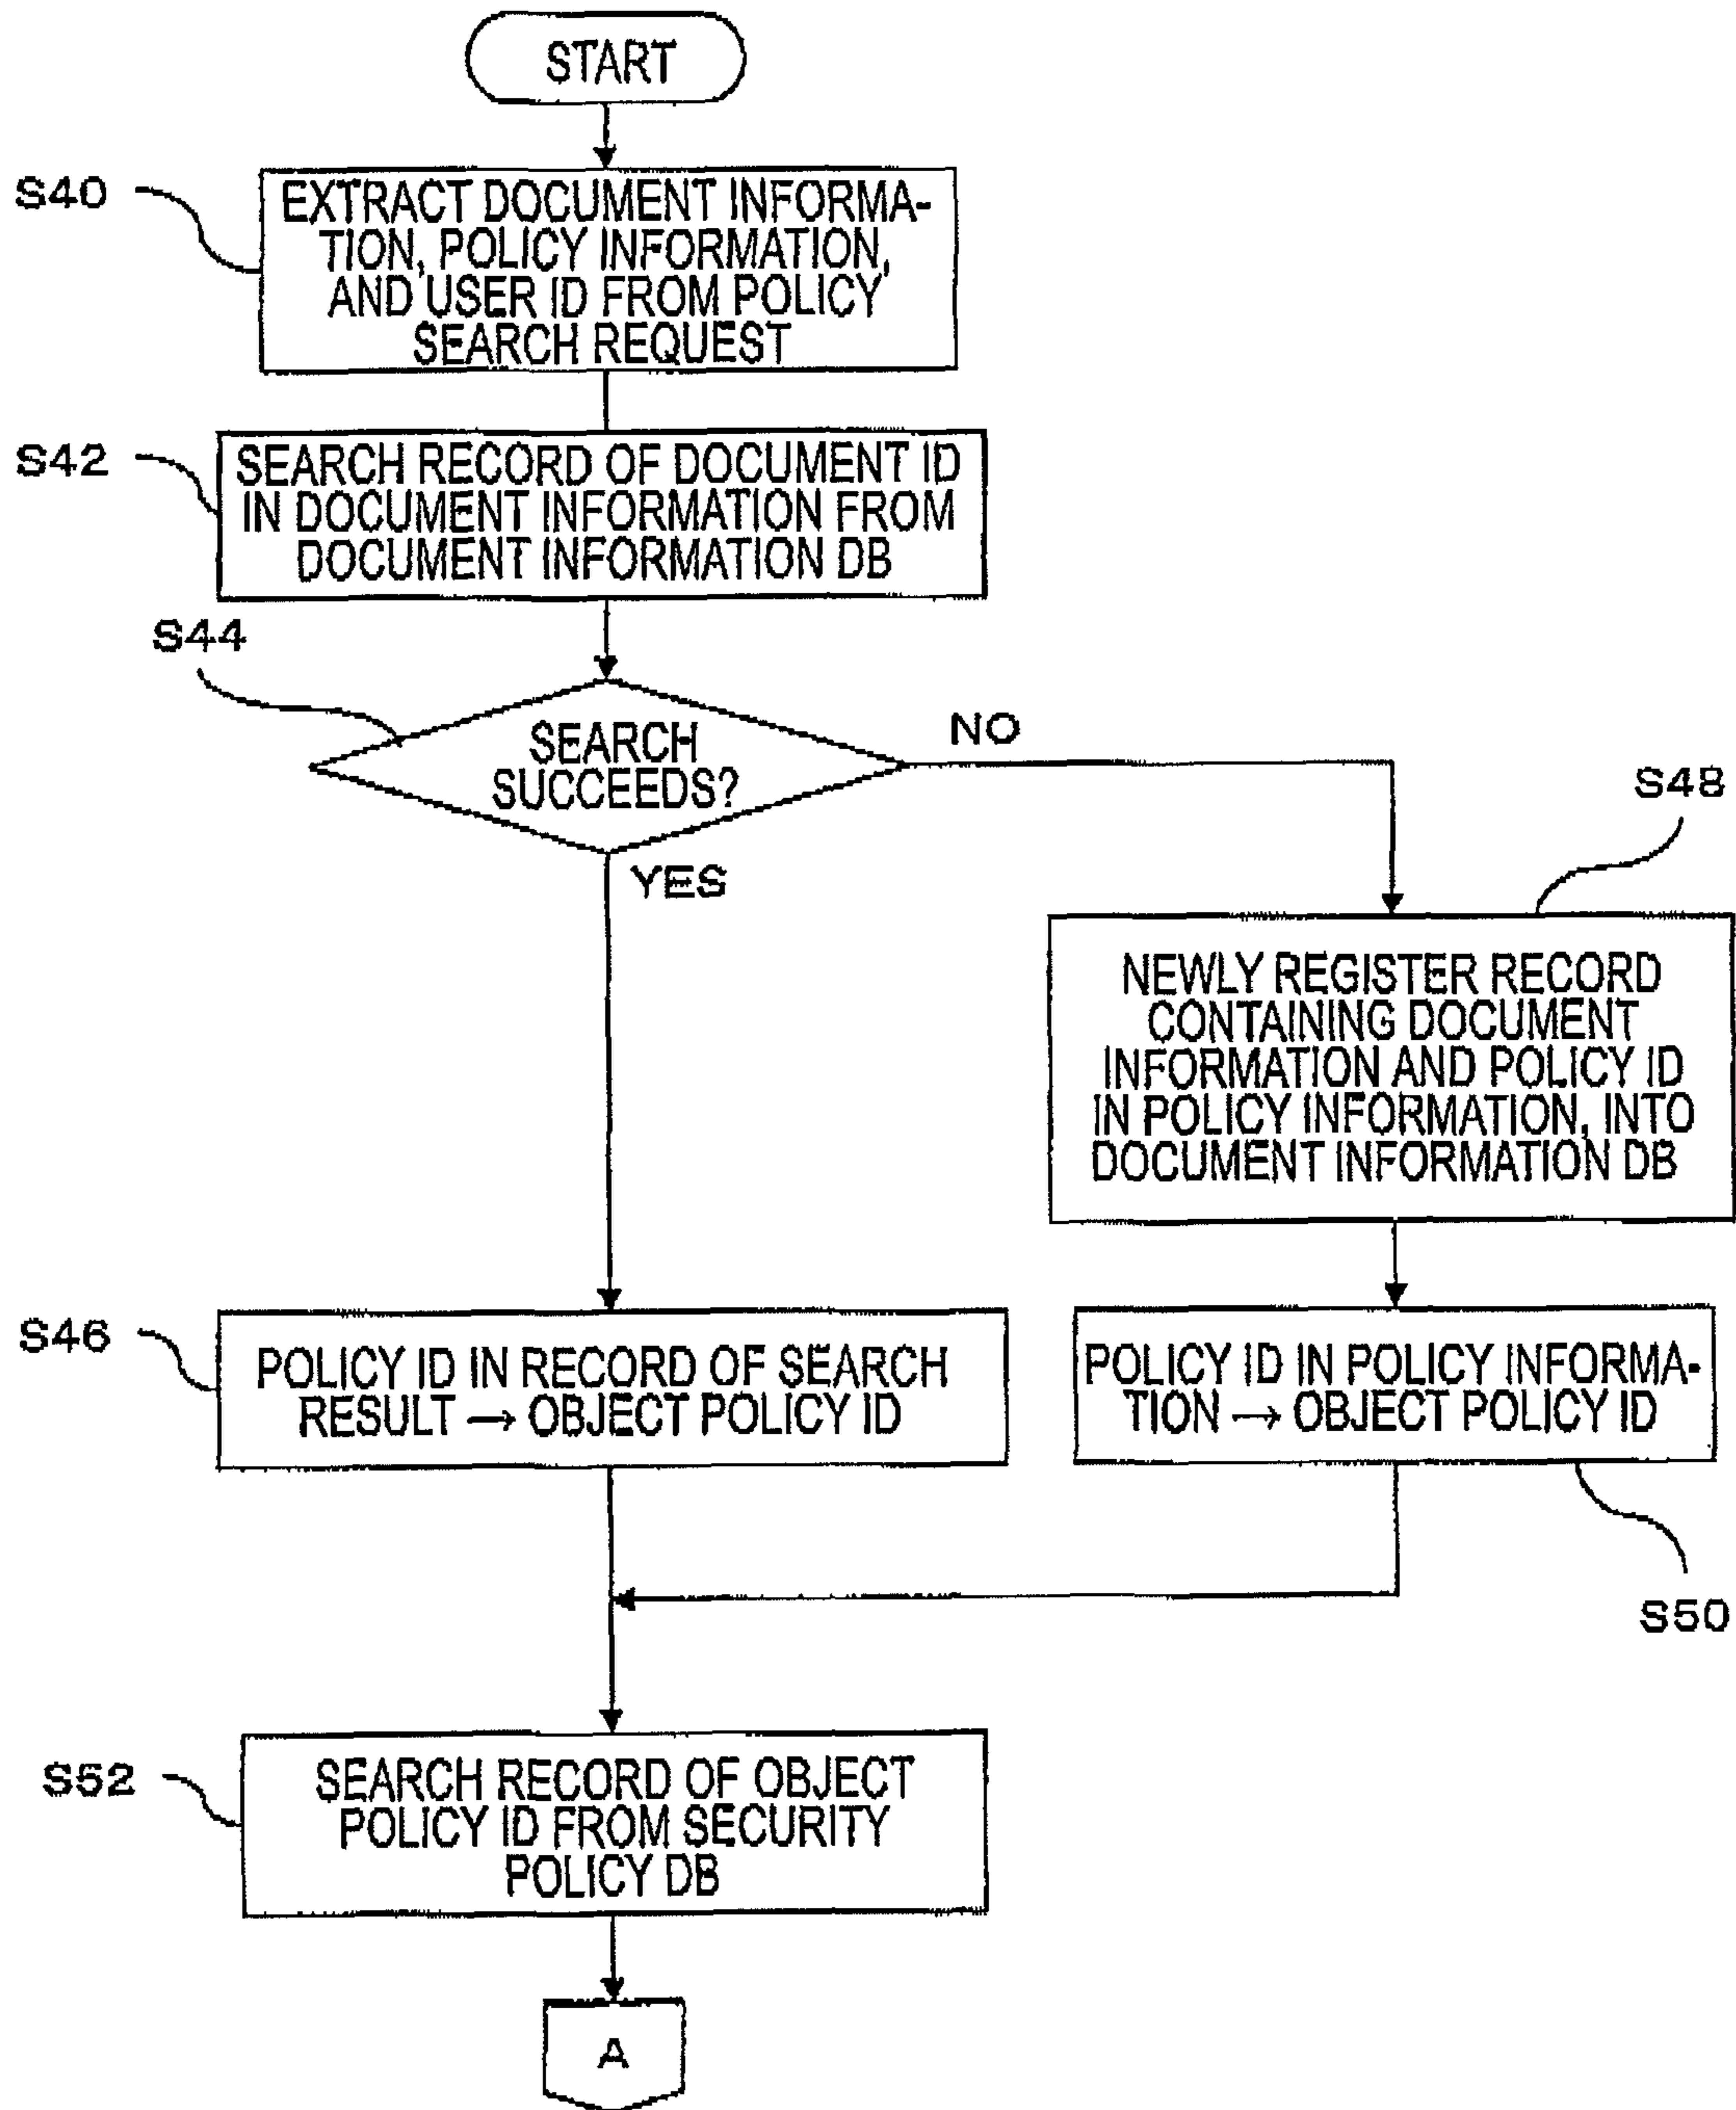 START
S40
EXTRACT DOCUMENT INFORMA-
TION, POLICY INFORMATION,
AND USER ID FROM POLICY
SEARCH REQUEST
S42
SEARCH RECORD OF DOCUMENT ID
IN DOCUMENT INFORMATION FROM
DOCUMENT INFORMATION DB
S44
SEARCH
SUCCEEDS?
NO
YES
S48
NEWLY REGISTER RECORD
CONTAINING DOCUMENT
INFORMATION AND POLICY ID
IN POLICY INFORMATION, INTO
DOCUMENT INFORMATION DB
S46
POLICY ID IN RECORD OF SEARCH
RESULT → OBJECT POLICY ID
POLICY ID IN POLICY INFORMA-
TION → OBJECT POLICY ID
S50
S52
SEARCH RECORD OF OBJECT
POLICY ID FROM SECURITY
POLICY DB
A